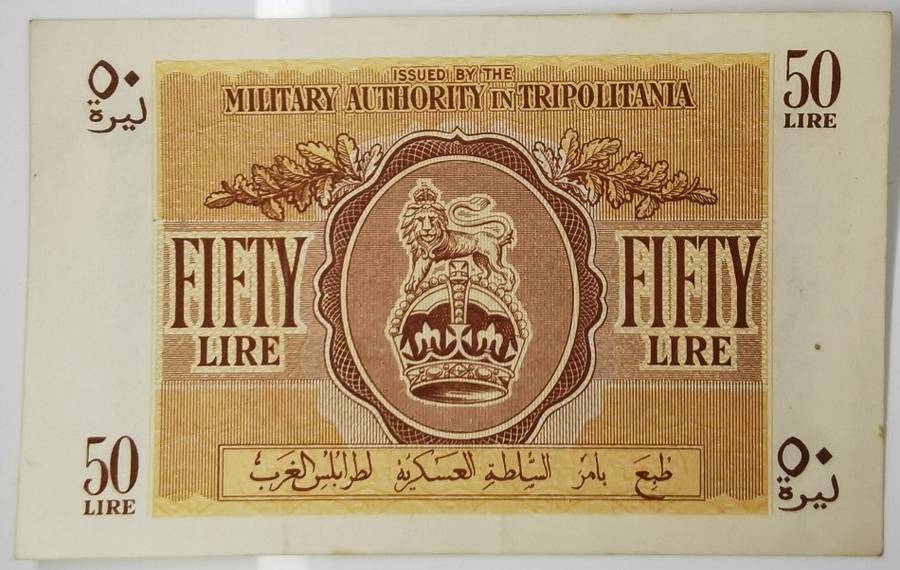 ٥٠
ليرة
ISSUED BY THE
MILITARY AUTHORITY IN TRIPOLITANIA
50
LIRE
FIFTY
LIRE
FIFTY
LIRE
50
LIRE
طبع بأمر السلطة العسكرية لطرابلس الغرب
٥٠
ليرة